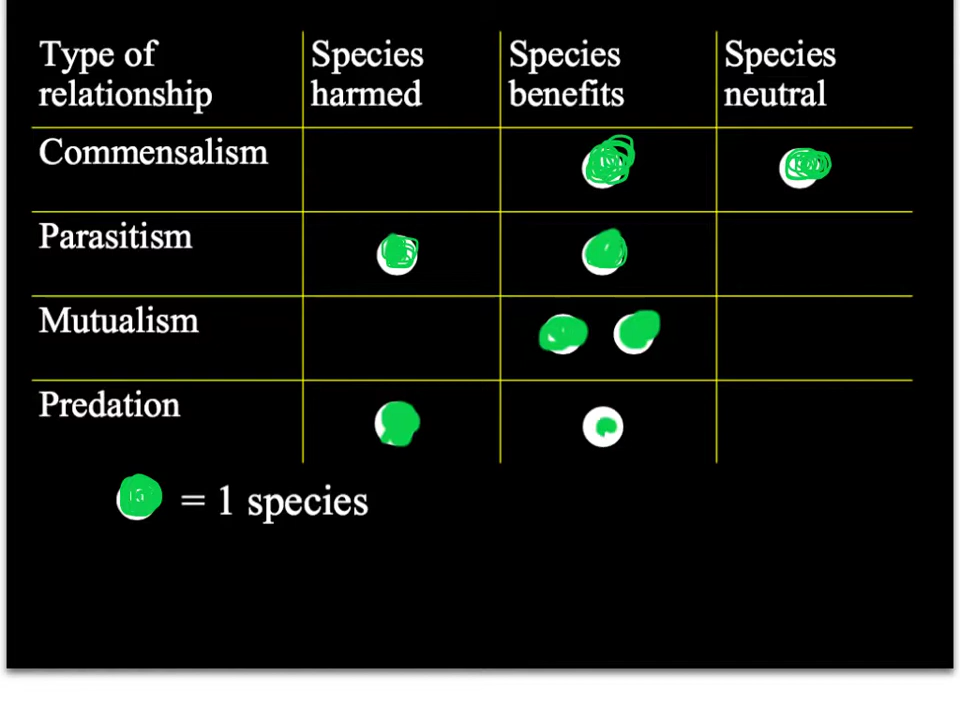 Type of
relationship
Species
harmed
Species
benefits
Species
neutral
Commensalism
Parasitism
Mutualism
Predation
= 1 species